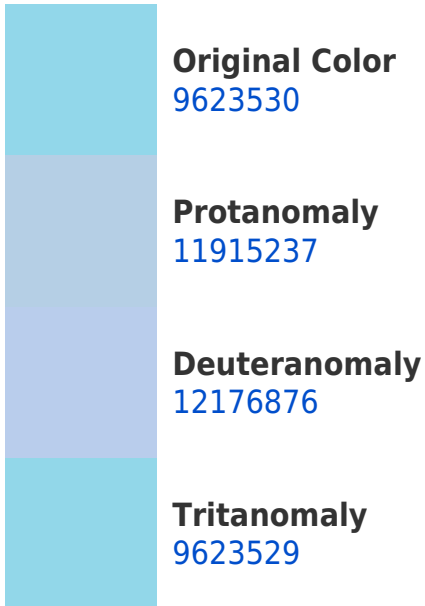 Original Color
9623530
Protanomaly
11915237
Deuteranomaly
12176876
Tritanomaly
9623529